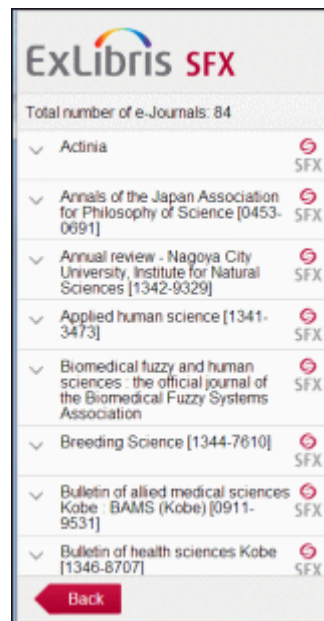 ExLibris SFX
Total number of e-Journals: 84
Actinia
SFX
Annals of the Japan Association
for Philosophy of Science [0453-
0691]
SFX
Annual review - Nagoya City
University, Institute for Natural
Sciences [1342-9329]
SFX
Applied human science [1341-
3473]
SFX
Biomedical fuzzy and human
sciences : the official journal of
the Biomedical Fuzzy Systems
Association
SFX
Breeding Science [1344-7610]
SFX
Bulletin of allied medical sciences
Kobe : BAMS (Kobe) [0911-
9531]
SFX
Bulletin of health sciences Kobe
[1346-8707]
SFX
Back